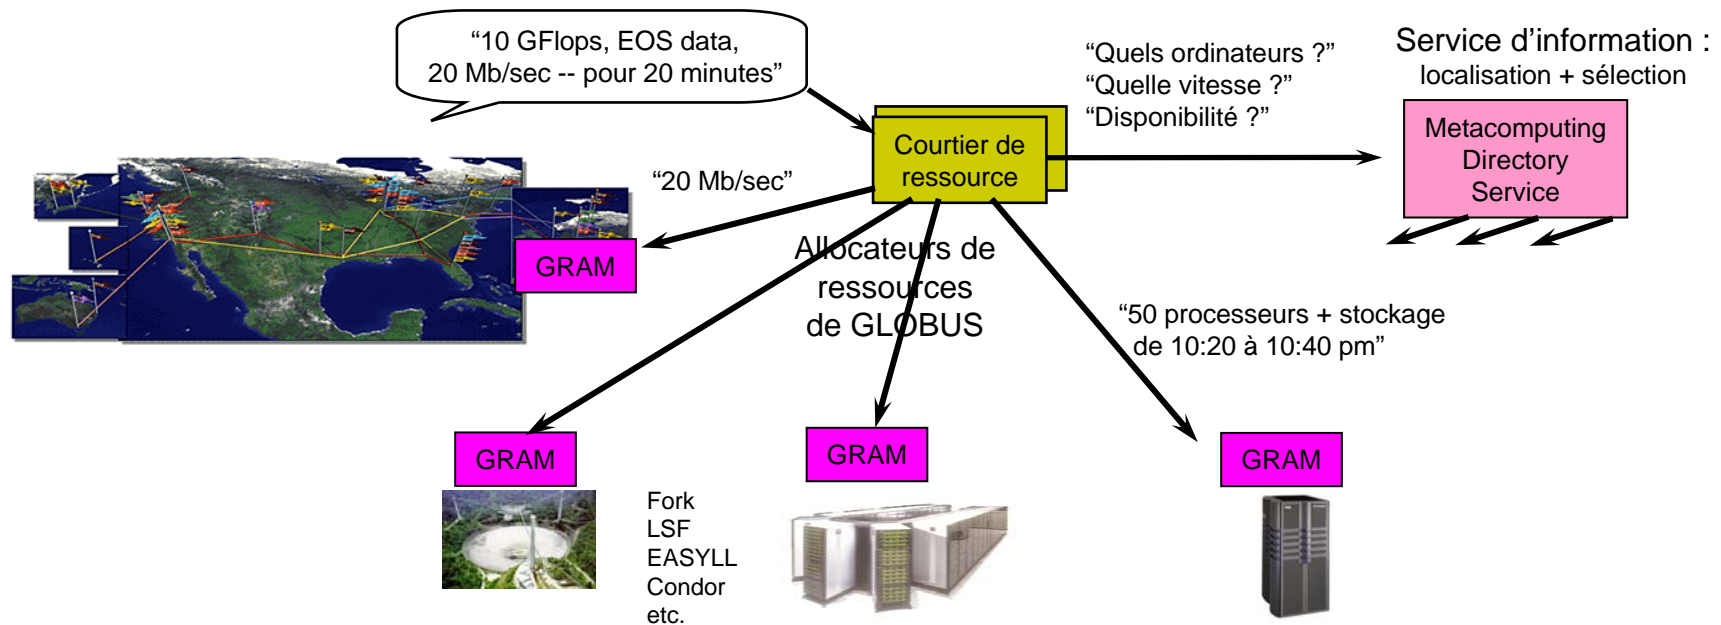 “10 GFlops, EOS data,
20 Mb/sec -- pour 20 minutes”
“Quels ordinateurs ?”
“Quelle vitesse ?”
“Disponibilité ?”
Service d’information :
localisation + sélection
Metacomputing
Directory
Service
Courtier de
ressource
“20 Mb/sec”
GRAM
Allocateurs de
ressources
de GLOBUS
“50 processeurs + stockage
de 10:20 à 10:40 pm”
GRAM
GRAM
GRAM
Fork
LSF
EASYLL
Condor
etc.